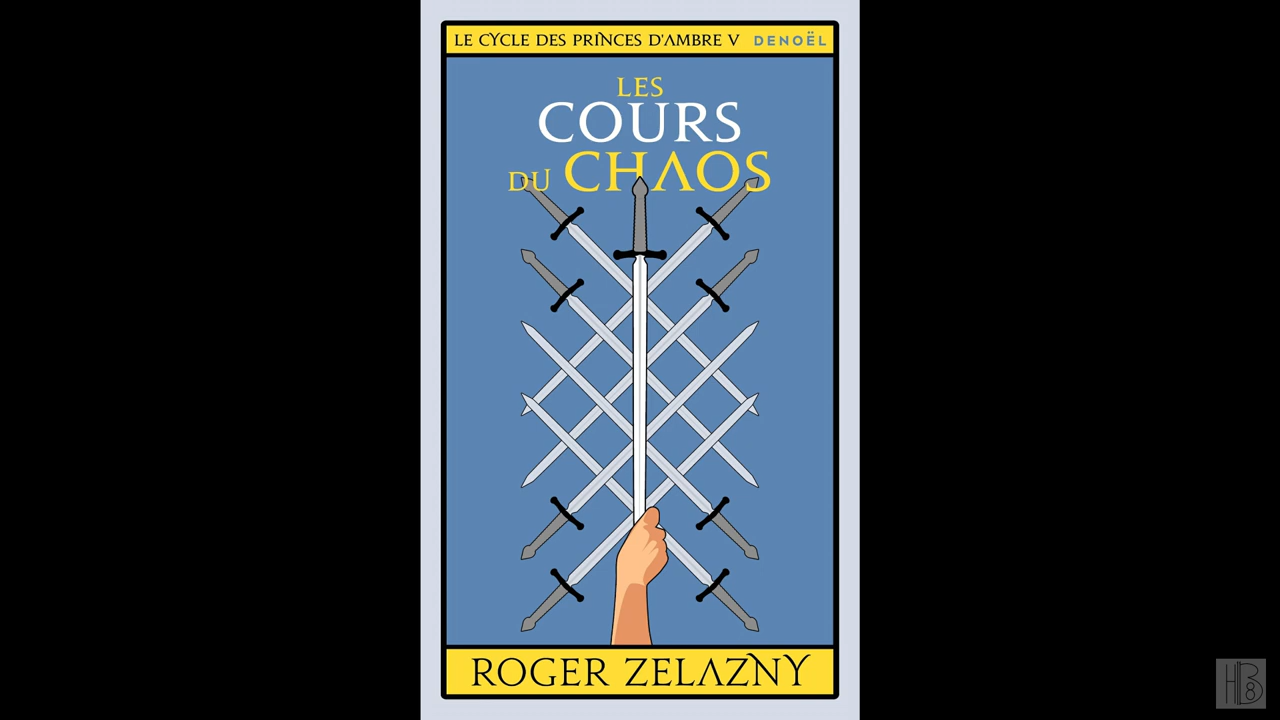 LE CYCLE DES PRINCES D'AMBRE V DENOËL
LES
COURS
DU CHAOS
ROGER ZELAZNY